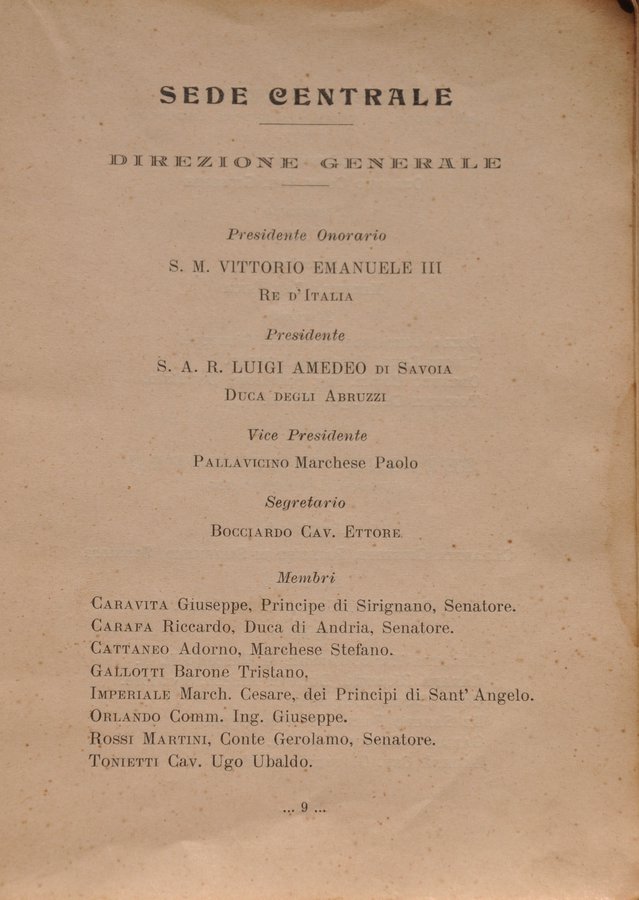 SEDE CENTRALE
DIREZIONE GENERALE
Presidente Onorario
S. M. VITTORIO EMANUELE III
RE D'ITALIA
Presidente
S. A. R. LUIGI AMEDEO DI SAVOIA
DUCA DEGLI ABRUZZI
Vice Presidente
PALLAVICINO Marchese Paolo
Segretario
BOCCIARDO CAV. ETTORE
Membri
CARAVITA Giuseppe, Principe di Sirignano, Senatore.
CARAFA Riccardo, Duca di Andria, Senatore.
CATTANEO Adorno, Marchese Stefano.
GALLOTTI Barone Tristano,
IMPERIALE March. Cesare, dei Principi di Sant' Angelo.
ORLANDO Comm. Ing. Giuseppe.
ROSSI MARTINI, Conte Gerolamo, Senatore.
TONIETTI Cav. Ugo Ubaldo.
... 9 ...